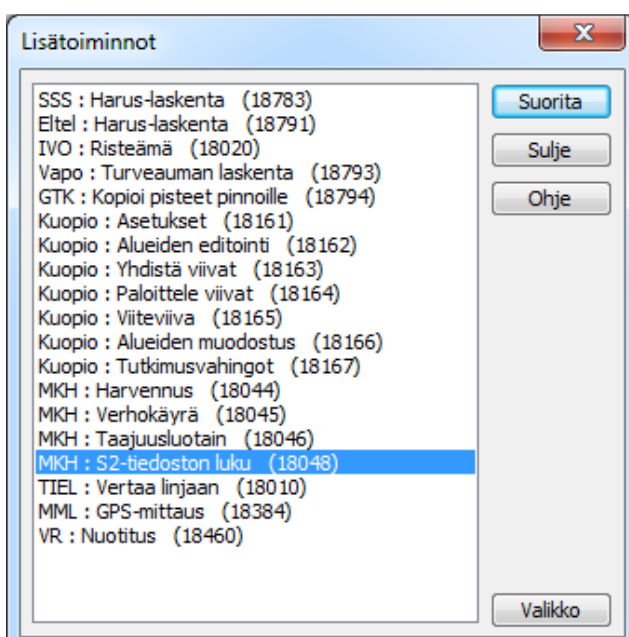 Lisätoiminnot
SSS : Harus-laskenta (18783)
Eltel : Harus-laskenta (18791)
IVO : Risteämä (18020)
Vapo : Turveauman laskenta (18793)
GTK : Kopioi pisteet pinnoille (18794)
Kuopio : Asetukset (18161)
Kuopio : Alueiden editointi (18162)
Kuopio : Yhdistä viivat (18163)
Kuopio : Paloittele viivat (18164)
Kuopio : Viiteviiva (18165)
Kuopio : Alueiden muodostus (18166)
Kuopio : Tutkimusvahingot (18167)
MKH : Harvennus (18044)
MKH : Verhokäyrä (18045)
MKH : Taajuusluotain (18046)
MKH : S2-tiedoston luku (18048)
TIEL : Vertaa linjaan (18010)
MML : GPS-mittaus (18384)
VR : Nuotitus (18460)
Suorita
Sulje
Ohje
Valikko